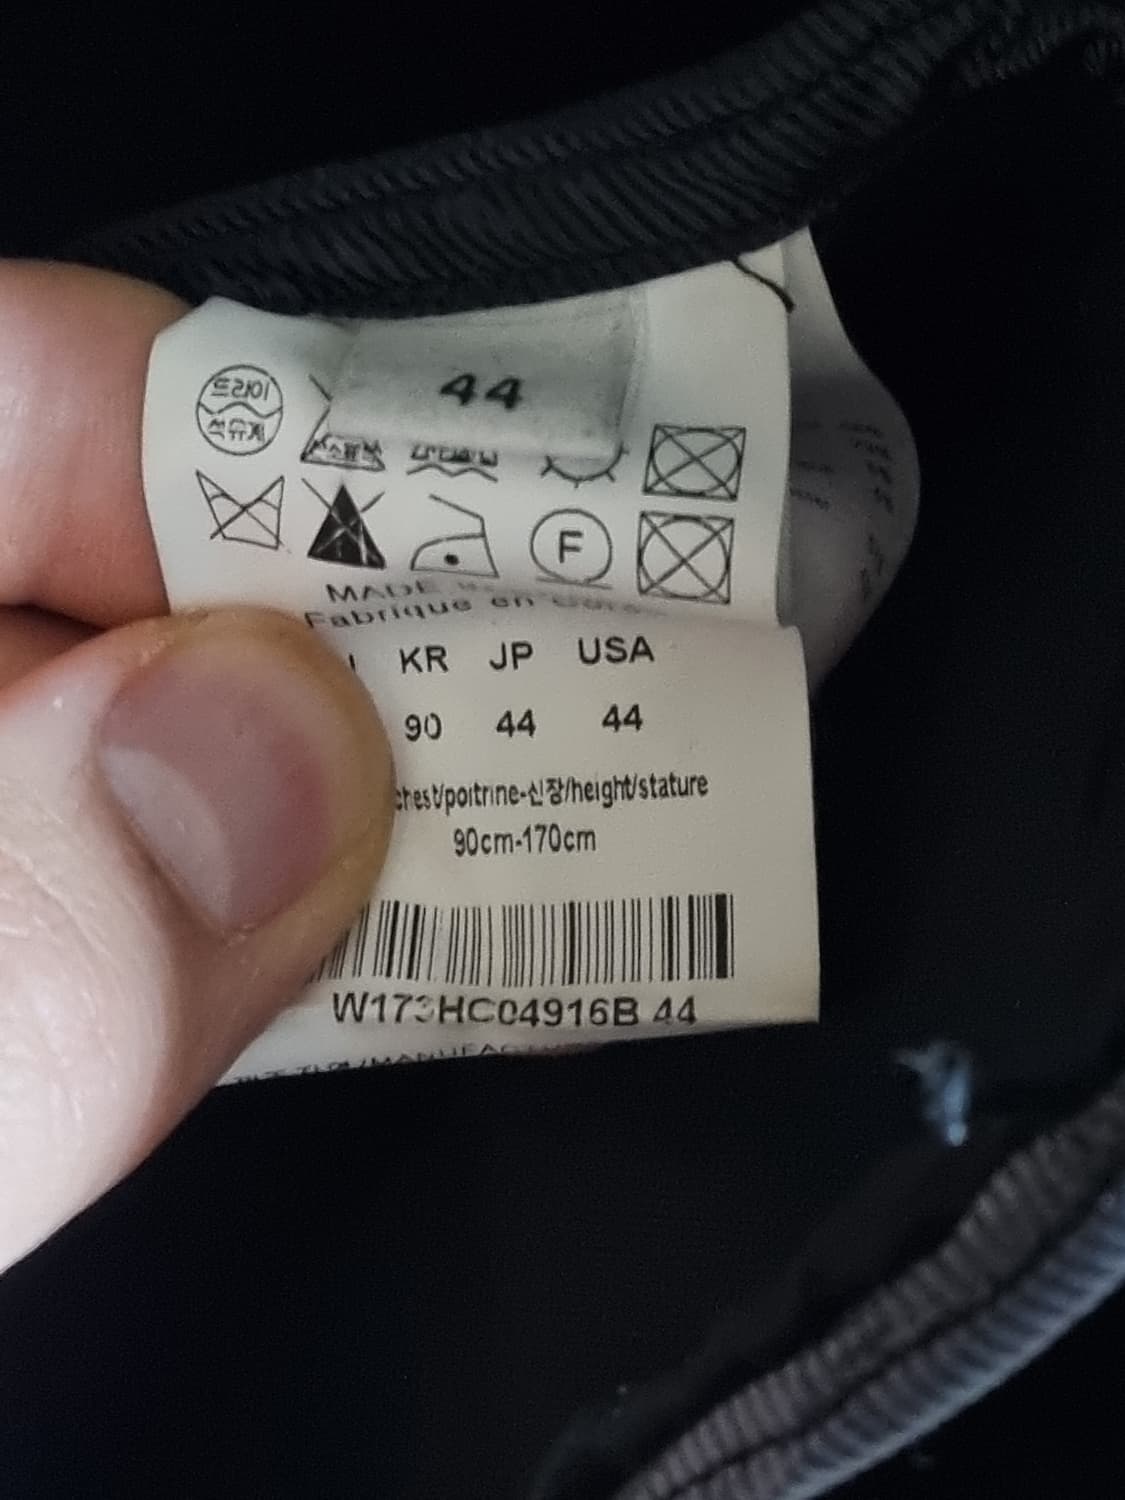 44
드라이
석유계
F
MADE
Fabrique en
KR JP USA
90 44 44
chest/poitrine-신장/height/stature
90cm-170cm
W173HC04916B 44